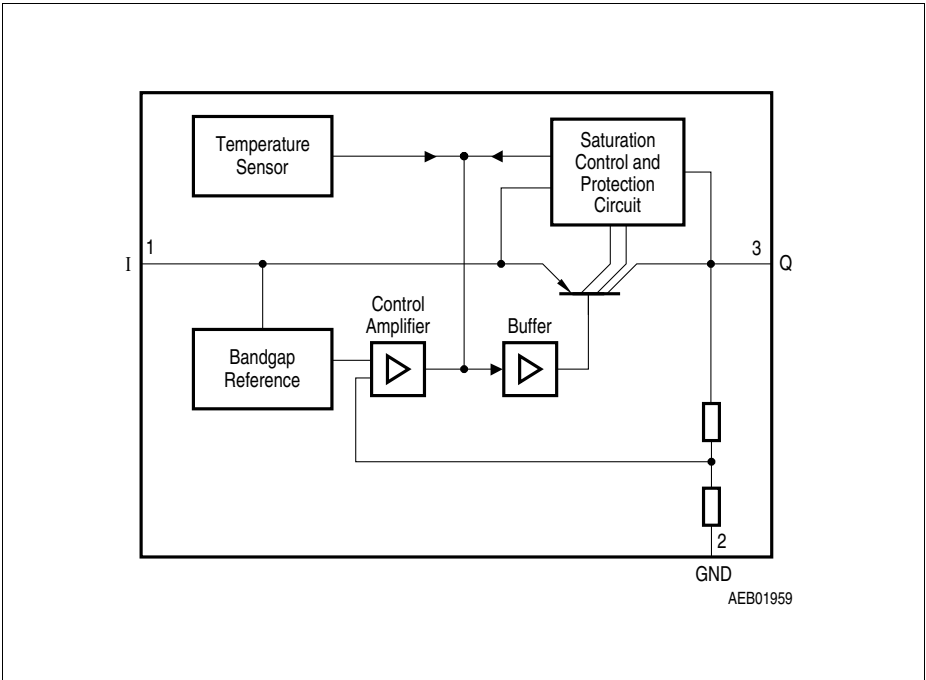 Temperature
Sensor
Saturation
Control and
Protection
Circuit
1
I
3
Q
Control
Amplifier
Buffer
Bandgap
Reference
2
GND
AEB01959